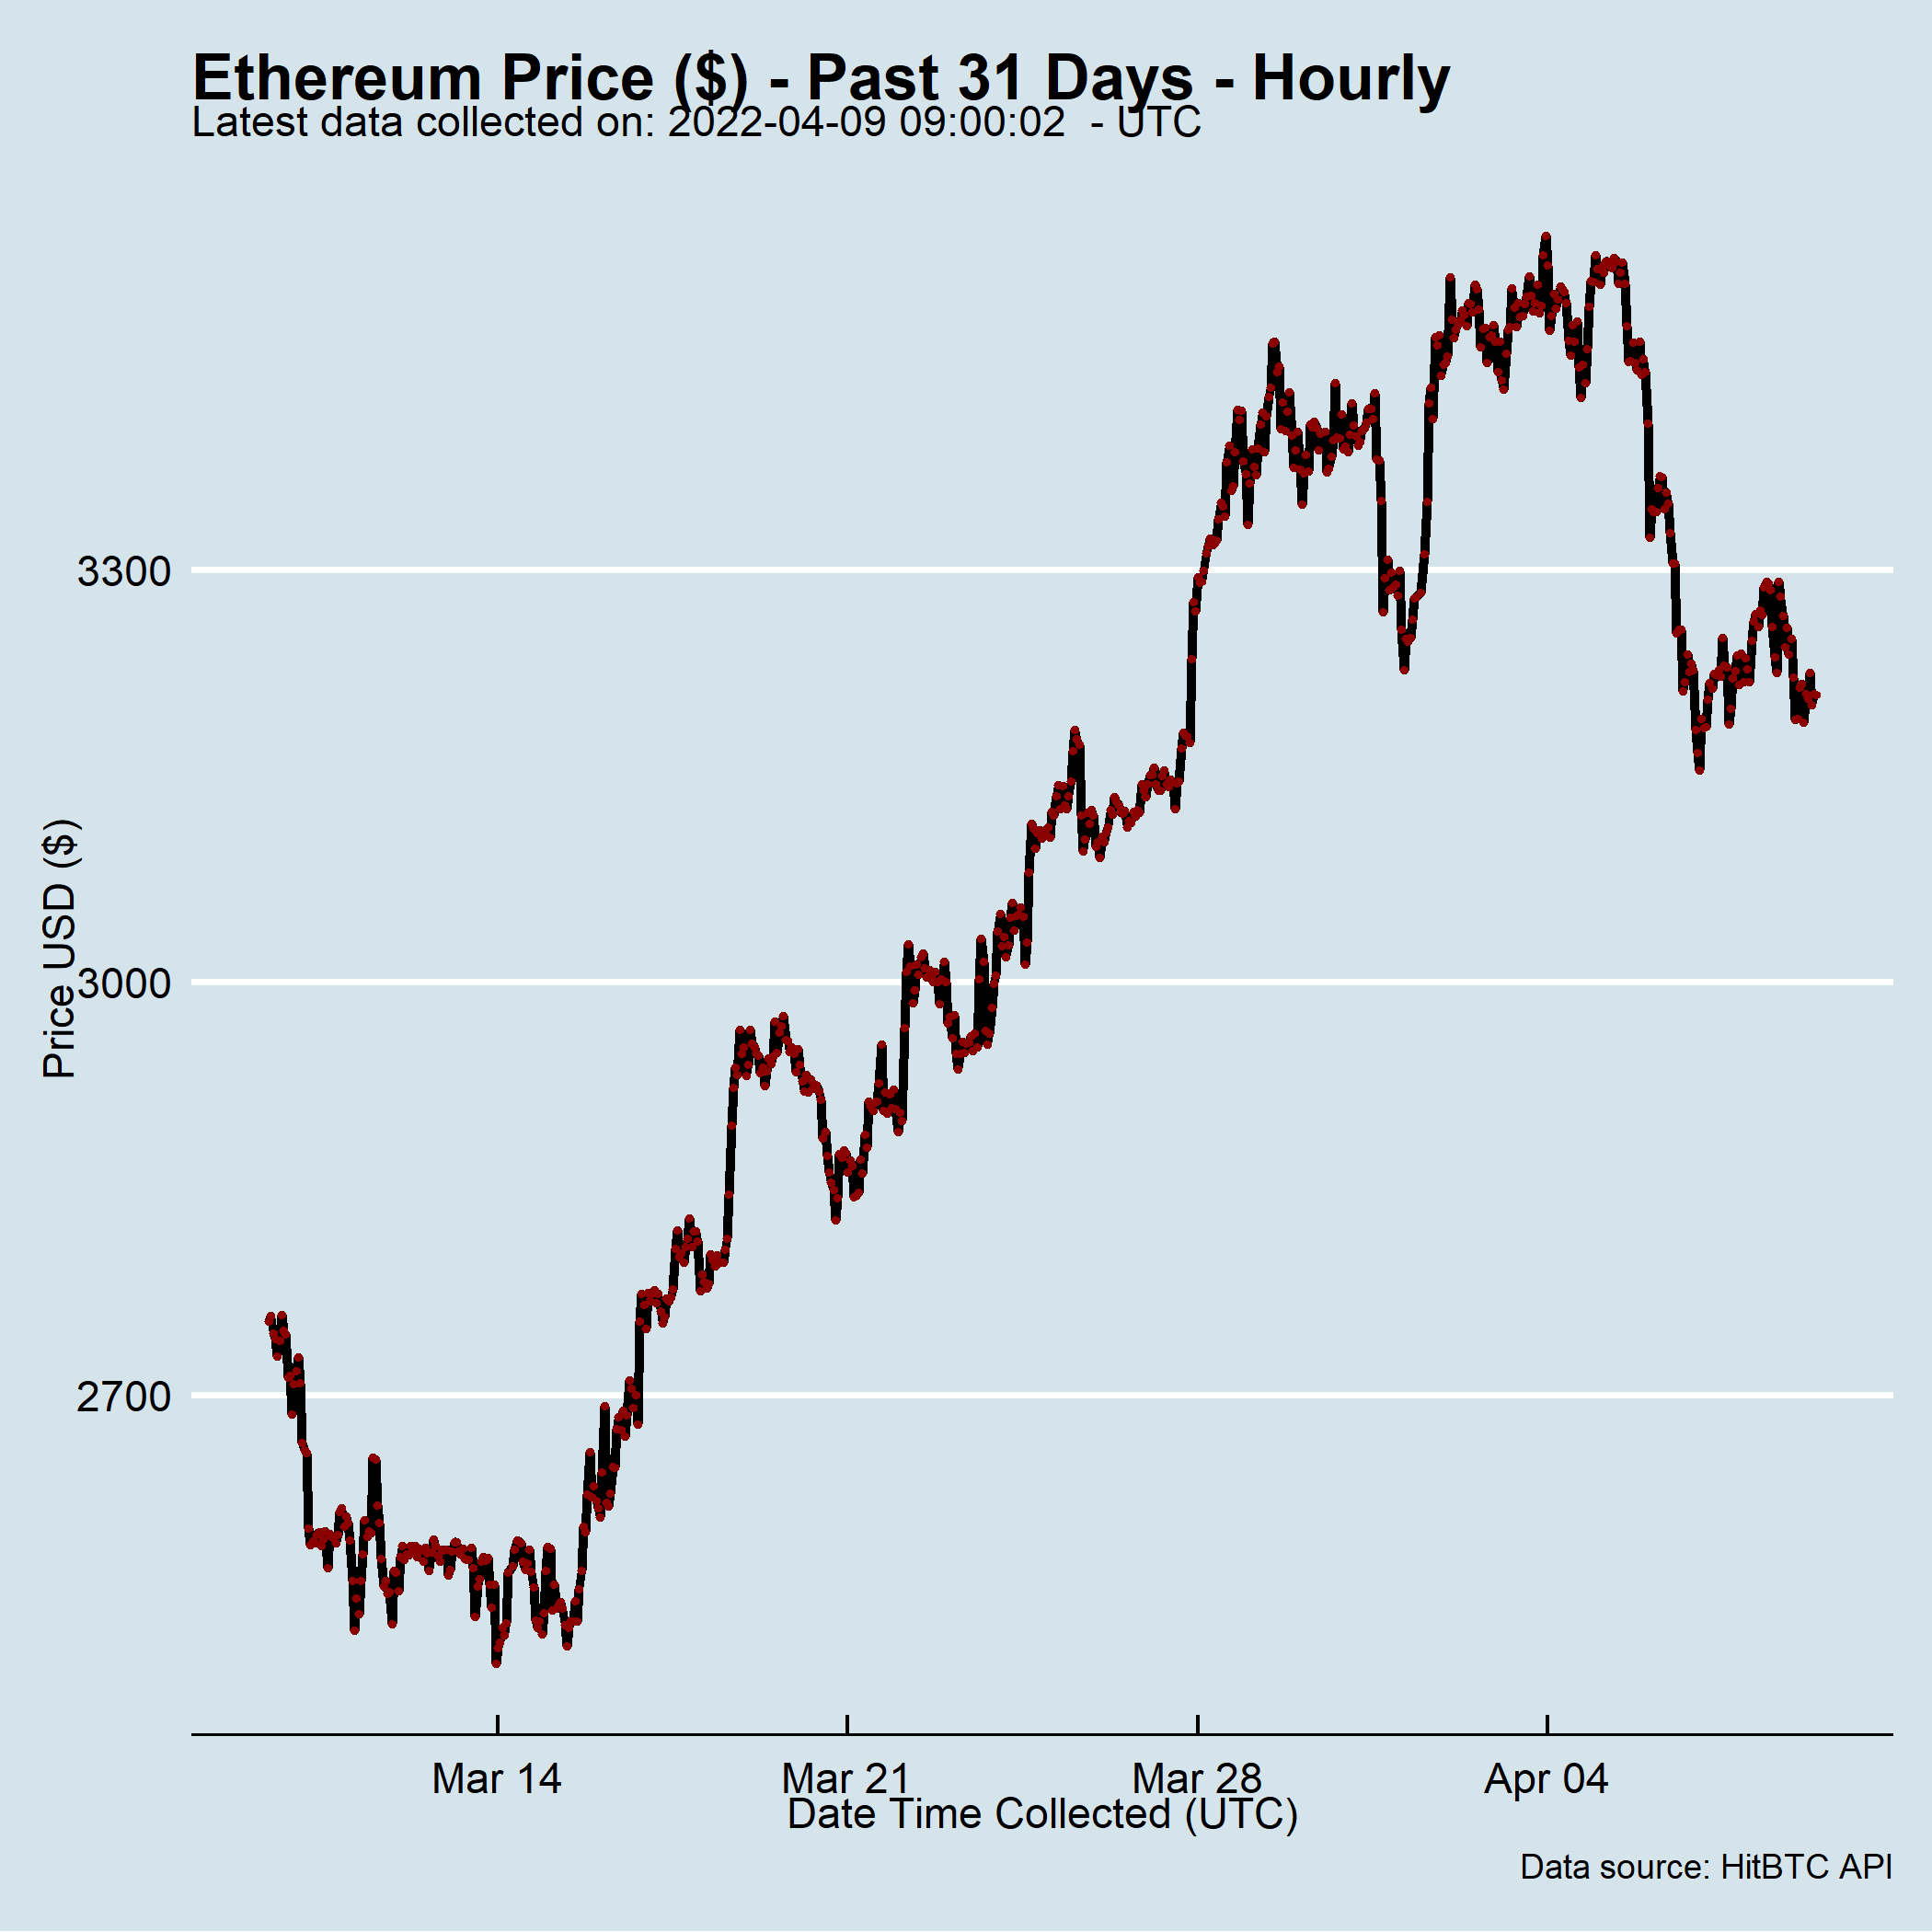 Ethereum Price ($) - Past 31 Days - Hourly
Latest data collected on: 2022-04-09 09:00:02  - UTC
Price USD ($)
3300
3000
2700
Mar 14
Mar 21
Mar 28
Apr 04
Date Time Collected (UTC)
Data source: HitBTC API